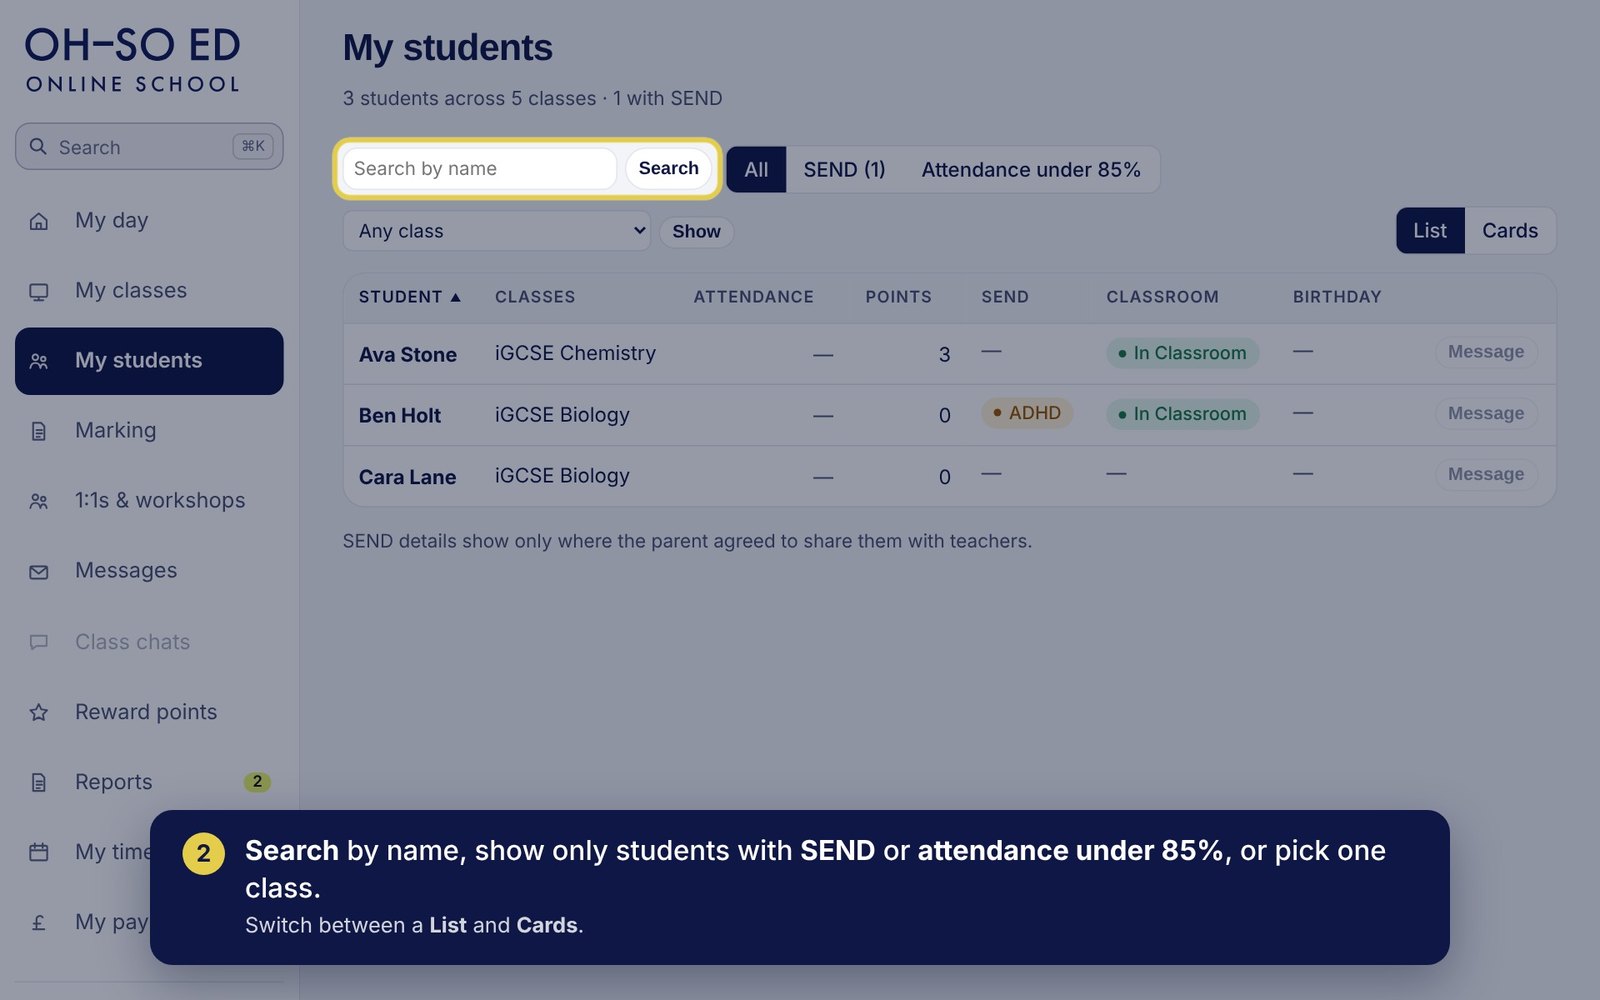 OH-SO ED
ONLINE SCHOOL
Search ⌘K
My day
My classes
My students
Marking
1:1s & workshops
Messages
Class chats
Reward points
Reports 2
My time
My pay
My students
3 students across 5 classes · 1 with SEND
Search by name Search All SEND (1) Attendance under 85%
Any class Show List Cards
STUDENT ▲ CLASSES ATTENDANCE POINTS SEND CLASSROOM BIRTHDAY
Ava Stone iGCSE Chemistry — 3 — • In Classroom — Message
Ben Holt iGCSE Biology — 0 • ADHD • In Classroom — Message
Cara Lane iGCSE Biology — 0 — — — Message
SEND details show only where the parent agreed to share them with teachers.
2 Search by name, show only students with SEND or attendance under 85%, or pick one
class.
Switch between a List and Cards.